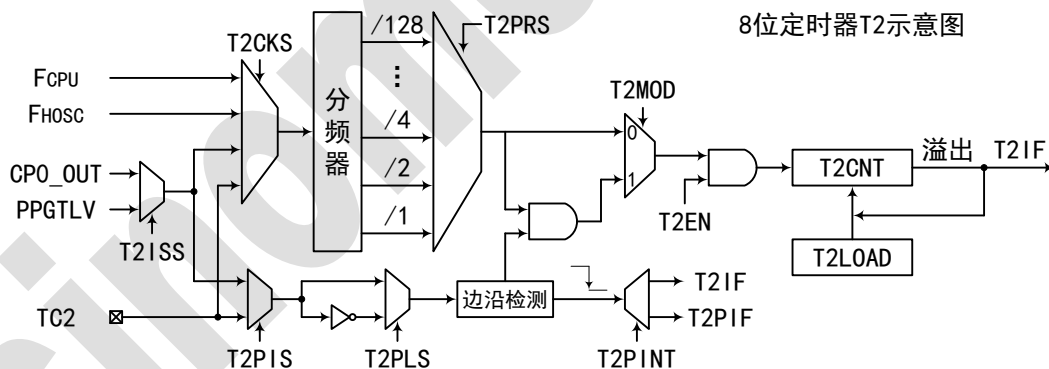 8位定时器T2示意图
T2CKS
/128
T2PRS
FCPU
FHOSC
分频器
...
T2MOD
/4
0
CPO_OUT
PPGTLV
/2
1
T2CNT
溢出
T2IF
T2ISS
/1
T2EN
T2LOAD
TC2
边沿检测
T2IF
T2PIF
T2PIS
T2PLS
T2PINT